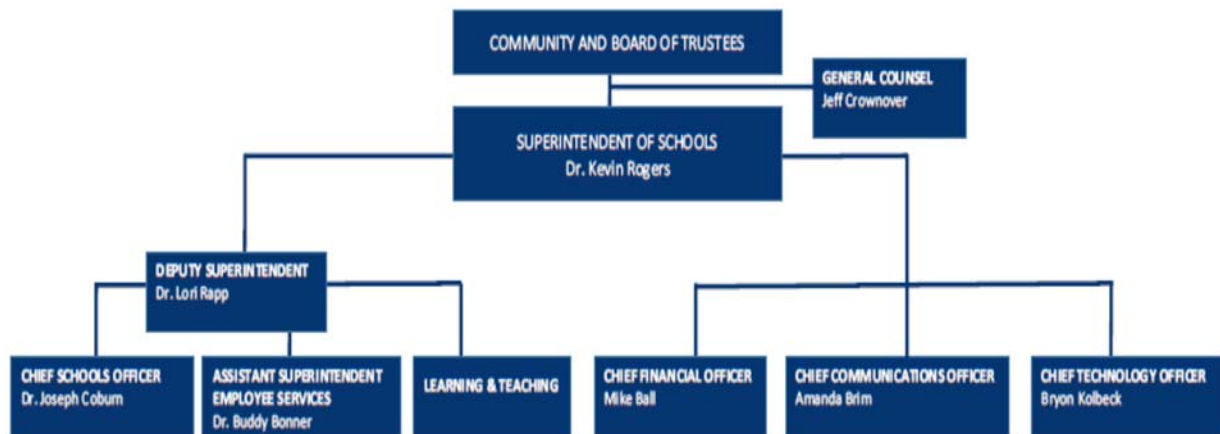 COMMUNITY AND BOARD OF TRUSTEES
GENERAL COUNSEL
Jeff Crownover
SUPERINTENDENT OF SCHOOLS
Dr. Kevin Rogers
DEPUTY SUPERINTENDENT
Dr. Lori Rapp
CHIEF SCHOOLS OFFICER
Dr. Joseph Coburn
ASSISTANT SUPERINTENDENT
EMPLOYEE SERVICES
Dr. Buddy Bonner
LEARNING & TEACHING
CHIEF FINANCIAL OFFICER
Mike Ball
CHIEF COMMUNICATIONS OFFICER
Amanda Brim
CHIEF TECHNOLOGY OFFICER
Bryon Kolbeck